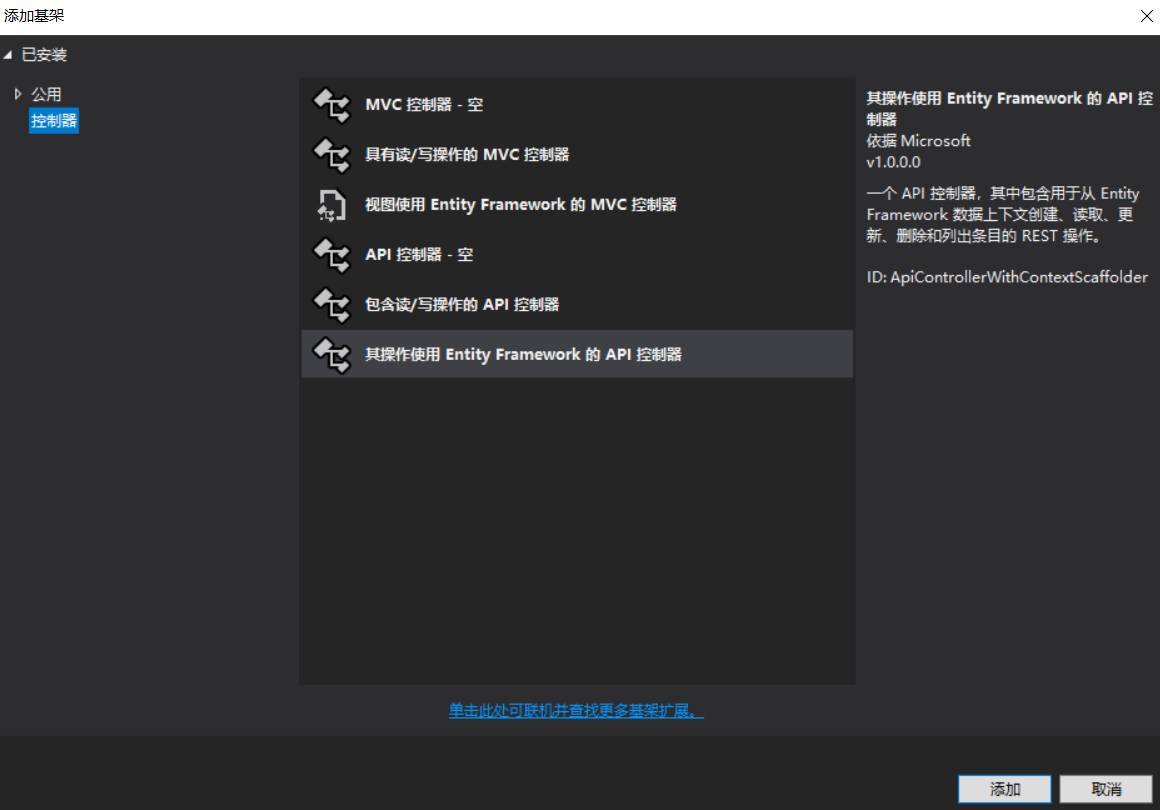 添加基架
已安装
公用
控制器
MVC 控制器 - 空
具有读/写操作的 MVC 控制器
视图使用 Entity Framework 的 MVC 控制器
API 控制器 - 空
包含读/写操作的 API 控制器
其操作使用 Entity Framework 的 API 控制器
其操作使用 Entity Framework 的 API 控
制器
依据 Microsoft
v1.0.0.0
一个 API 控制器，其中包含用于从 Entity
Framework 数据上下文创建、读取、更
新、删除和列出条目的 REST 操作。
ID: ApiControllerWithContextScaffolder
单击此处可联机并查找更多基架扩展。
添加
取消